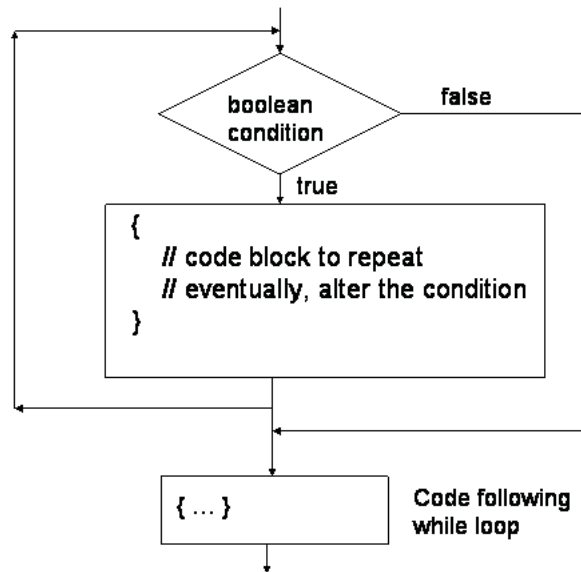 boolean
condition
false
true
{
// code block to repeat
// eventually, alter the condition
}
{ ... }
Code following
while loop